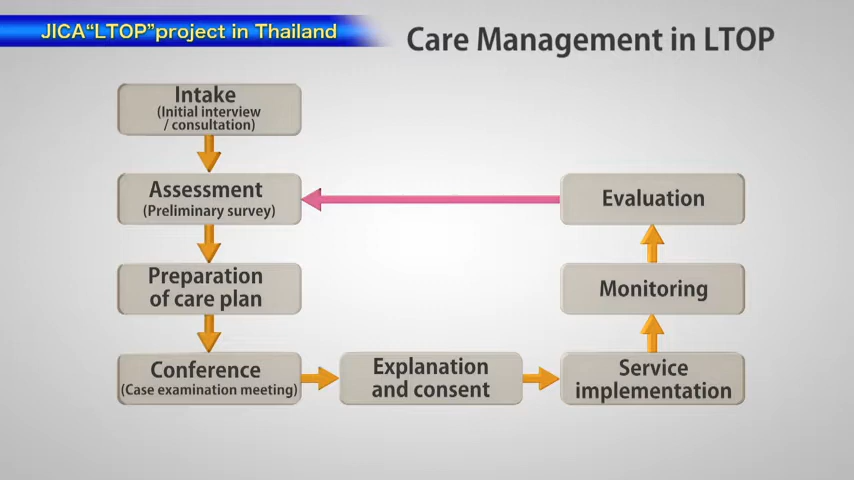 JICA“LTOP”project in Thailand
Care Management in LTOP
Intake
(Initial interview
/ consultation)
Assessment
(Preliminary survey)
Preparation
of care plan
Conference
(Case examination meeting)
Explanation
and consent
Service
implementation
Monitoring
Evaluation